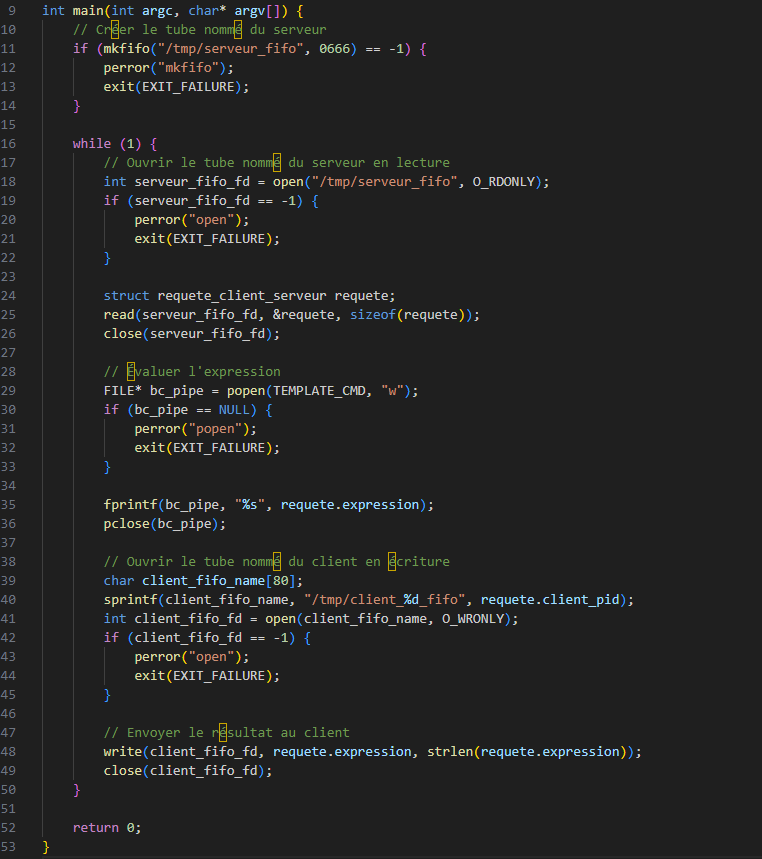 9 int main(int argc, char* argv[]) {
10 // Créer le tube nommé du serveur
11 if (mkfifo("/tmp/serveur_fifo", 0666) == -1) {
12 perror("mkfifo");
13 exit(EXIT_FAILURE);
14 }
15
16 while (1) {
17 // Ouvrir le tube nommé du serveur en lecture
18 int serveur_fifo_fd = open("/tmp/serveur_fifo", O_RDONLY);
19 if (serveur_fifo_fd == -1) {
20 perror("open");
21 exit(EXIT_FAILURE);
22 }
23
24 struct requete_client_serveur requete;
25 read(serveur_fifo_fd, &requete, sizeof(requete));
26 close(serveur_fifo_fd);
27
28 // Évaluer l'expression
29 FILE* bc_pipe = popen(TEMPLATE_CMD, "w");
30 if (bc_pipe == NULL) {
31 perror("popen");
32 exit(EXIT_FAILURE);
33 }
34
35 fprintf(bc_pipe, "%s", requete.expression);
36 pclose(bc_pipe);
37
38 // Ouvrir le tube nommé du client en écriture
39 char client_fifo_name[80];
40 sprintf(client_fifo_name, "/tmp/client_%d_fifo", requete.client_pid);
41 int client_fifo_fd = open(client_fifo_name, O_WRONLY);
42 if (client_fifo_fd == -1) {
43 perror("open");
44 exit(EXIT_FAILURE);
45 }
46
47 // Envoyer le résultat au client
48 write(client_fifo_fd, requete.expression, strlen(requete.expression));
49 close(client_fifo_fd);
50 }
51
52 return 0;
53 }